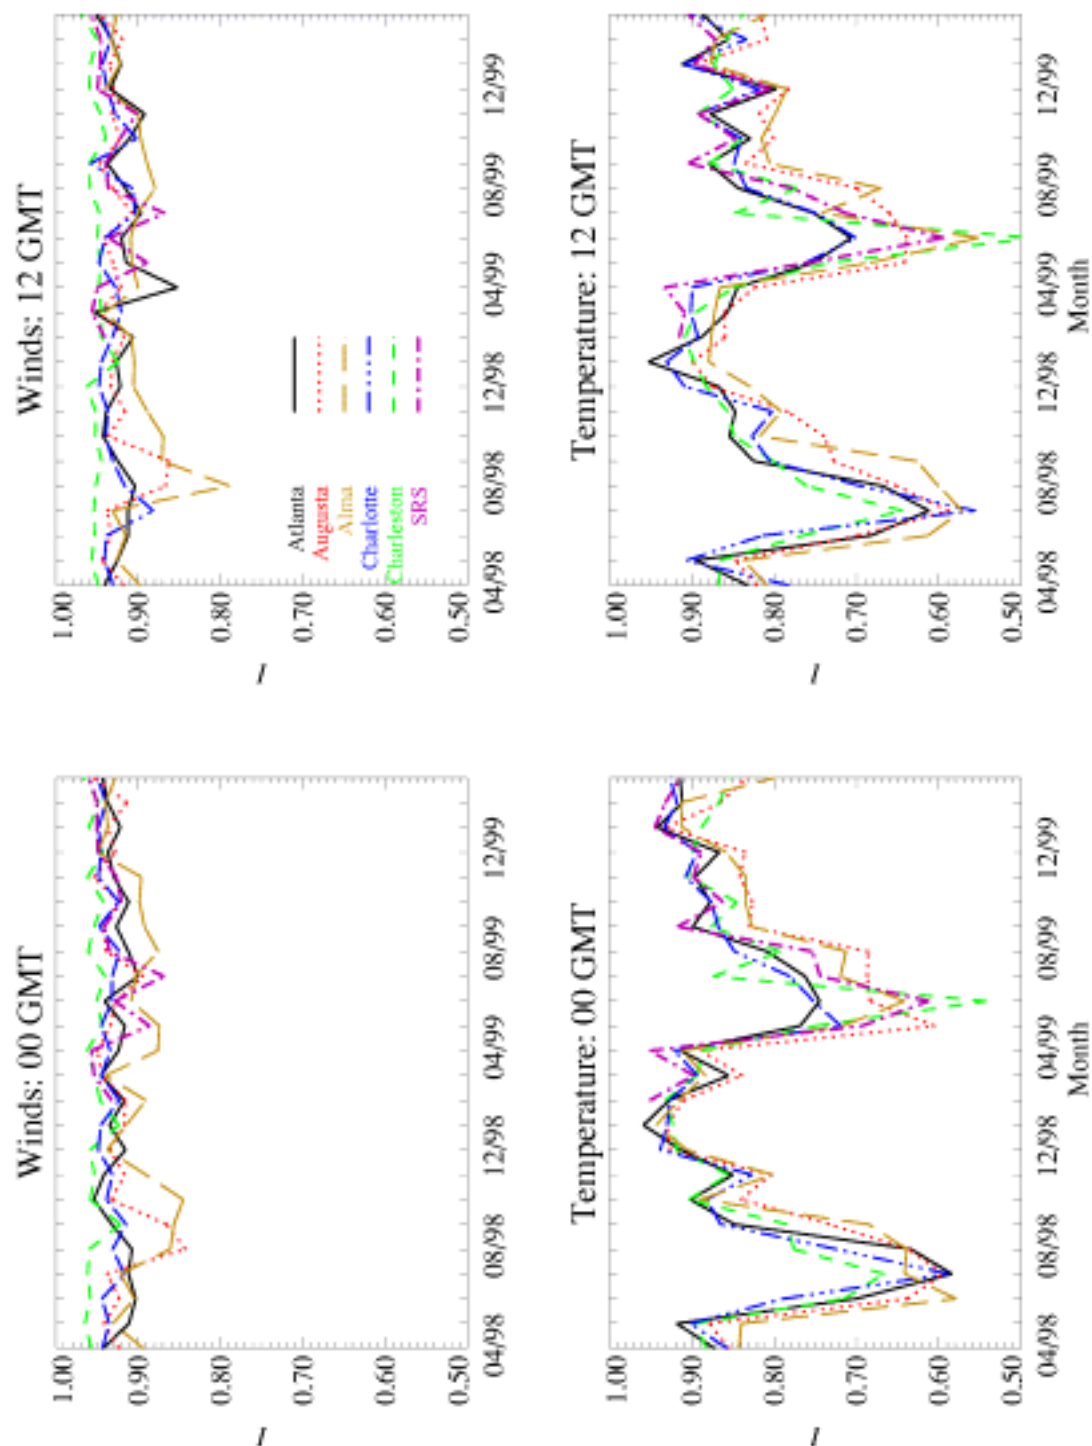 Winds: 00 GMT
1.00
0.90
0.80
0.70
0.60
0.50
I
04/98 08/98 12/98 04/99 08/99 12/99
Winds: 12 GMT
1.00
0.90
0.80
0.70
0.60
0.50
I
Atlanta
Augusta
Alma
Charlotte
Charleston
SRS
04/98 08/98 12/98 04/99 08/99 12/99
Temperature: 00 GMT
1.00
0.90
0.80
0.70
0.60
0.50
I
04/98 08/98 12/98 04/99 08/99 12/99
Month
Temperature: 12 GMT
1.00
0.90
0.80
0.70
0.60
0.50
I
04/98 08/98 12/98 04/99 08/99 12/99
Month